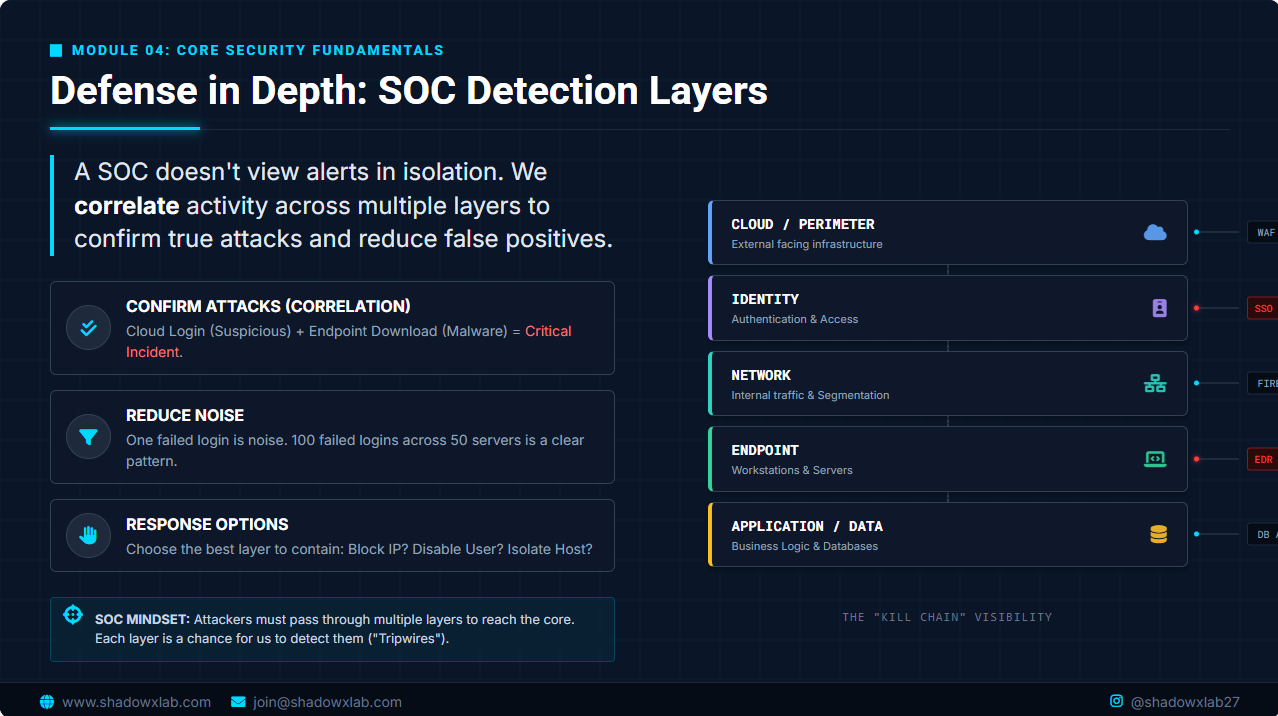 MODULE 04: CORE SECURITY FUNDAMENTALS
Defense in Depth: SOC Detection Layers
A SOC doesn't view alerts in isolation. We
correlate activity across multiple layers to
confirm true attacks and reduce false positives.
CONFIRM ATTACKS (CORRELATION)
Cloud Login (Suspicious) + Endpoint Download (Malware) = Critical
Incident.
REDUCE NOISE
One failed login is noise. 100 failed logins across 50 servers is a clear
pattern.
RESPONSE OPTIONS
Choose the best layer to contain: Block IP? Disable User? Isolate Host?
SOC MINDSET: Attackers must pass through multiple layers to reach the core.
Each layer is a chance for us to detect them ("Tripwires").
CLOUD / PERIMETER
External facing infrastructure
WAF
IDENTITY
Authentication & Access
SSO
NETWORK
Internal traffic & Segmentation
ENDPOINT
Workstations & Servers
EDR
APPLICATION / DATA
Business Logic & Databases
DB
THE "KILL CHAIN" VISIBILITY
www.shadowxlab.com
join@shadowxlab.com
@shadowxlab27